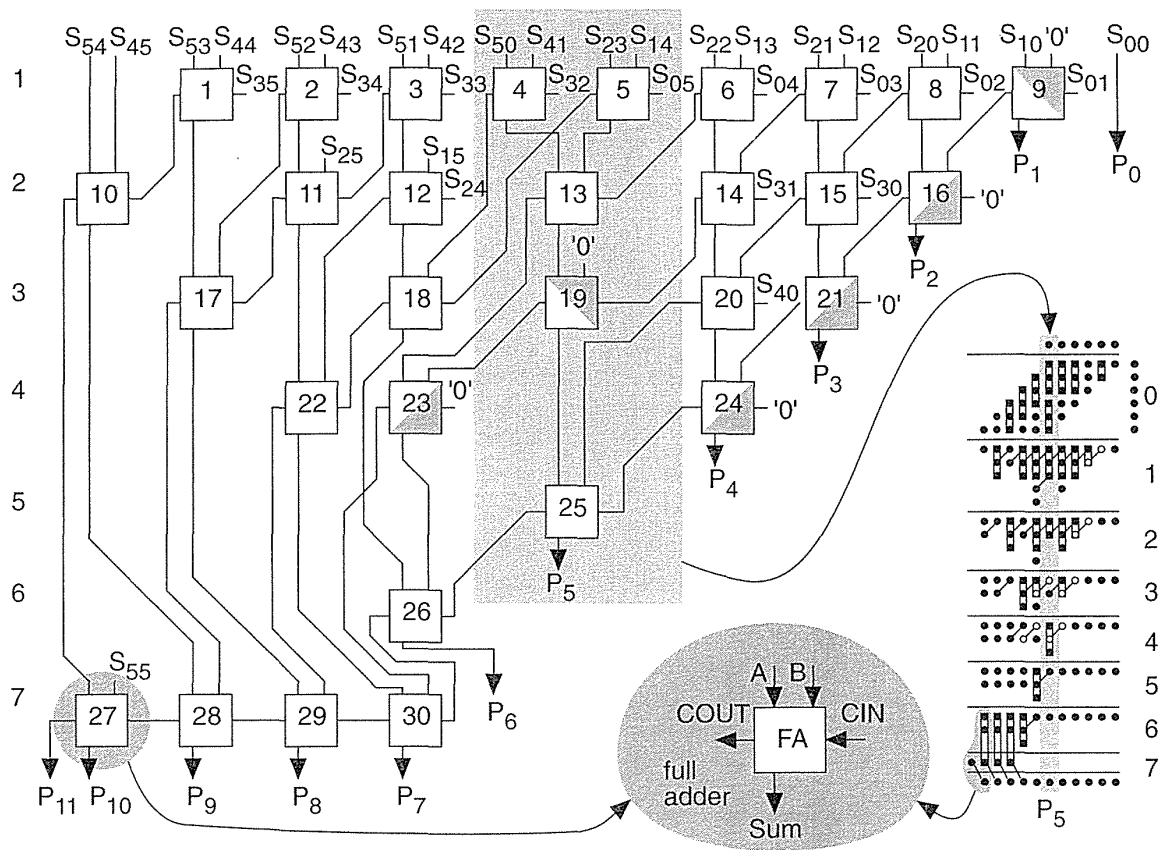 S54 S45 S53 S44 S52 S43 S51 S42 S50 S41 S23 S14 S22 S13 S21 S12 S20 S11 S10 '0' S00
1 1 S35 2 S34 3 S33 4 S32 5 S05 6 S04 7 S03 8 S02 9 S01
P1 P0
S25 S15
2 10 11 12 S24 13 14 S31 15 S30 16 '0'
'0' P2
3 17 18 19 20 S40 21 '0'
P3
4 22 23 '0' 24 '0'
P4
5 25
P5
6 26
P6
S55
7 27 28 29 30
P11 P10 P9 P8 P7
A B
COUT FA CIN
full
adder
Sum
0
1
2
3
4
5
6
7
P5